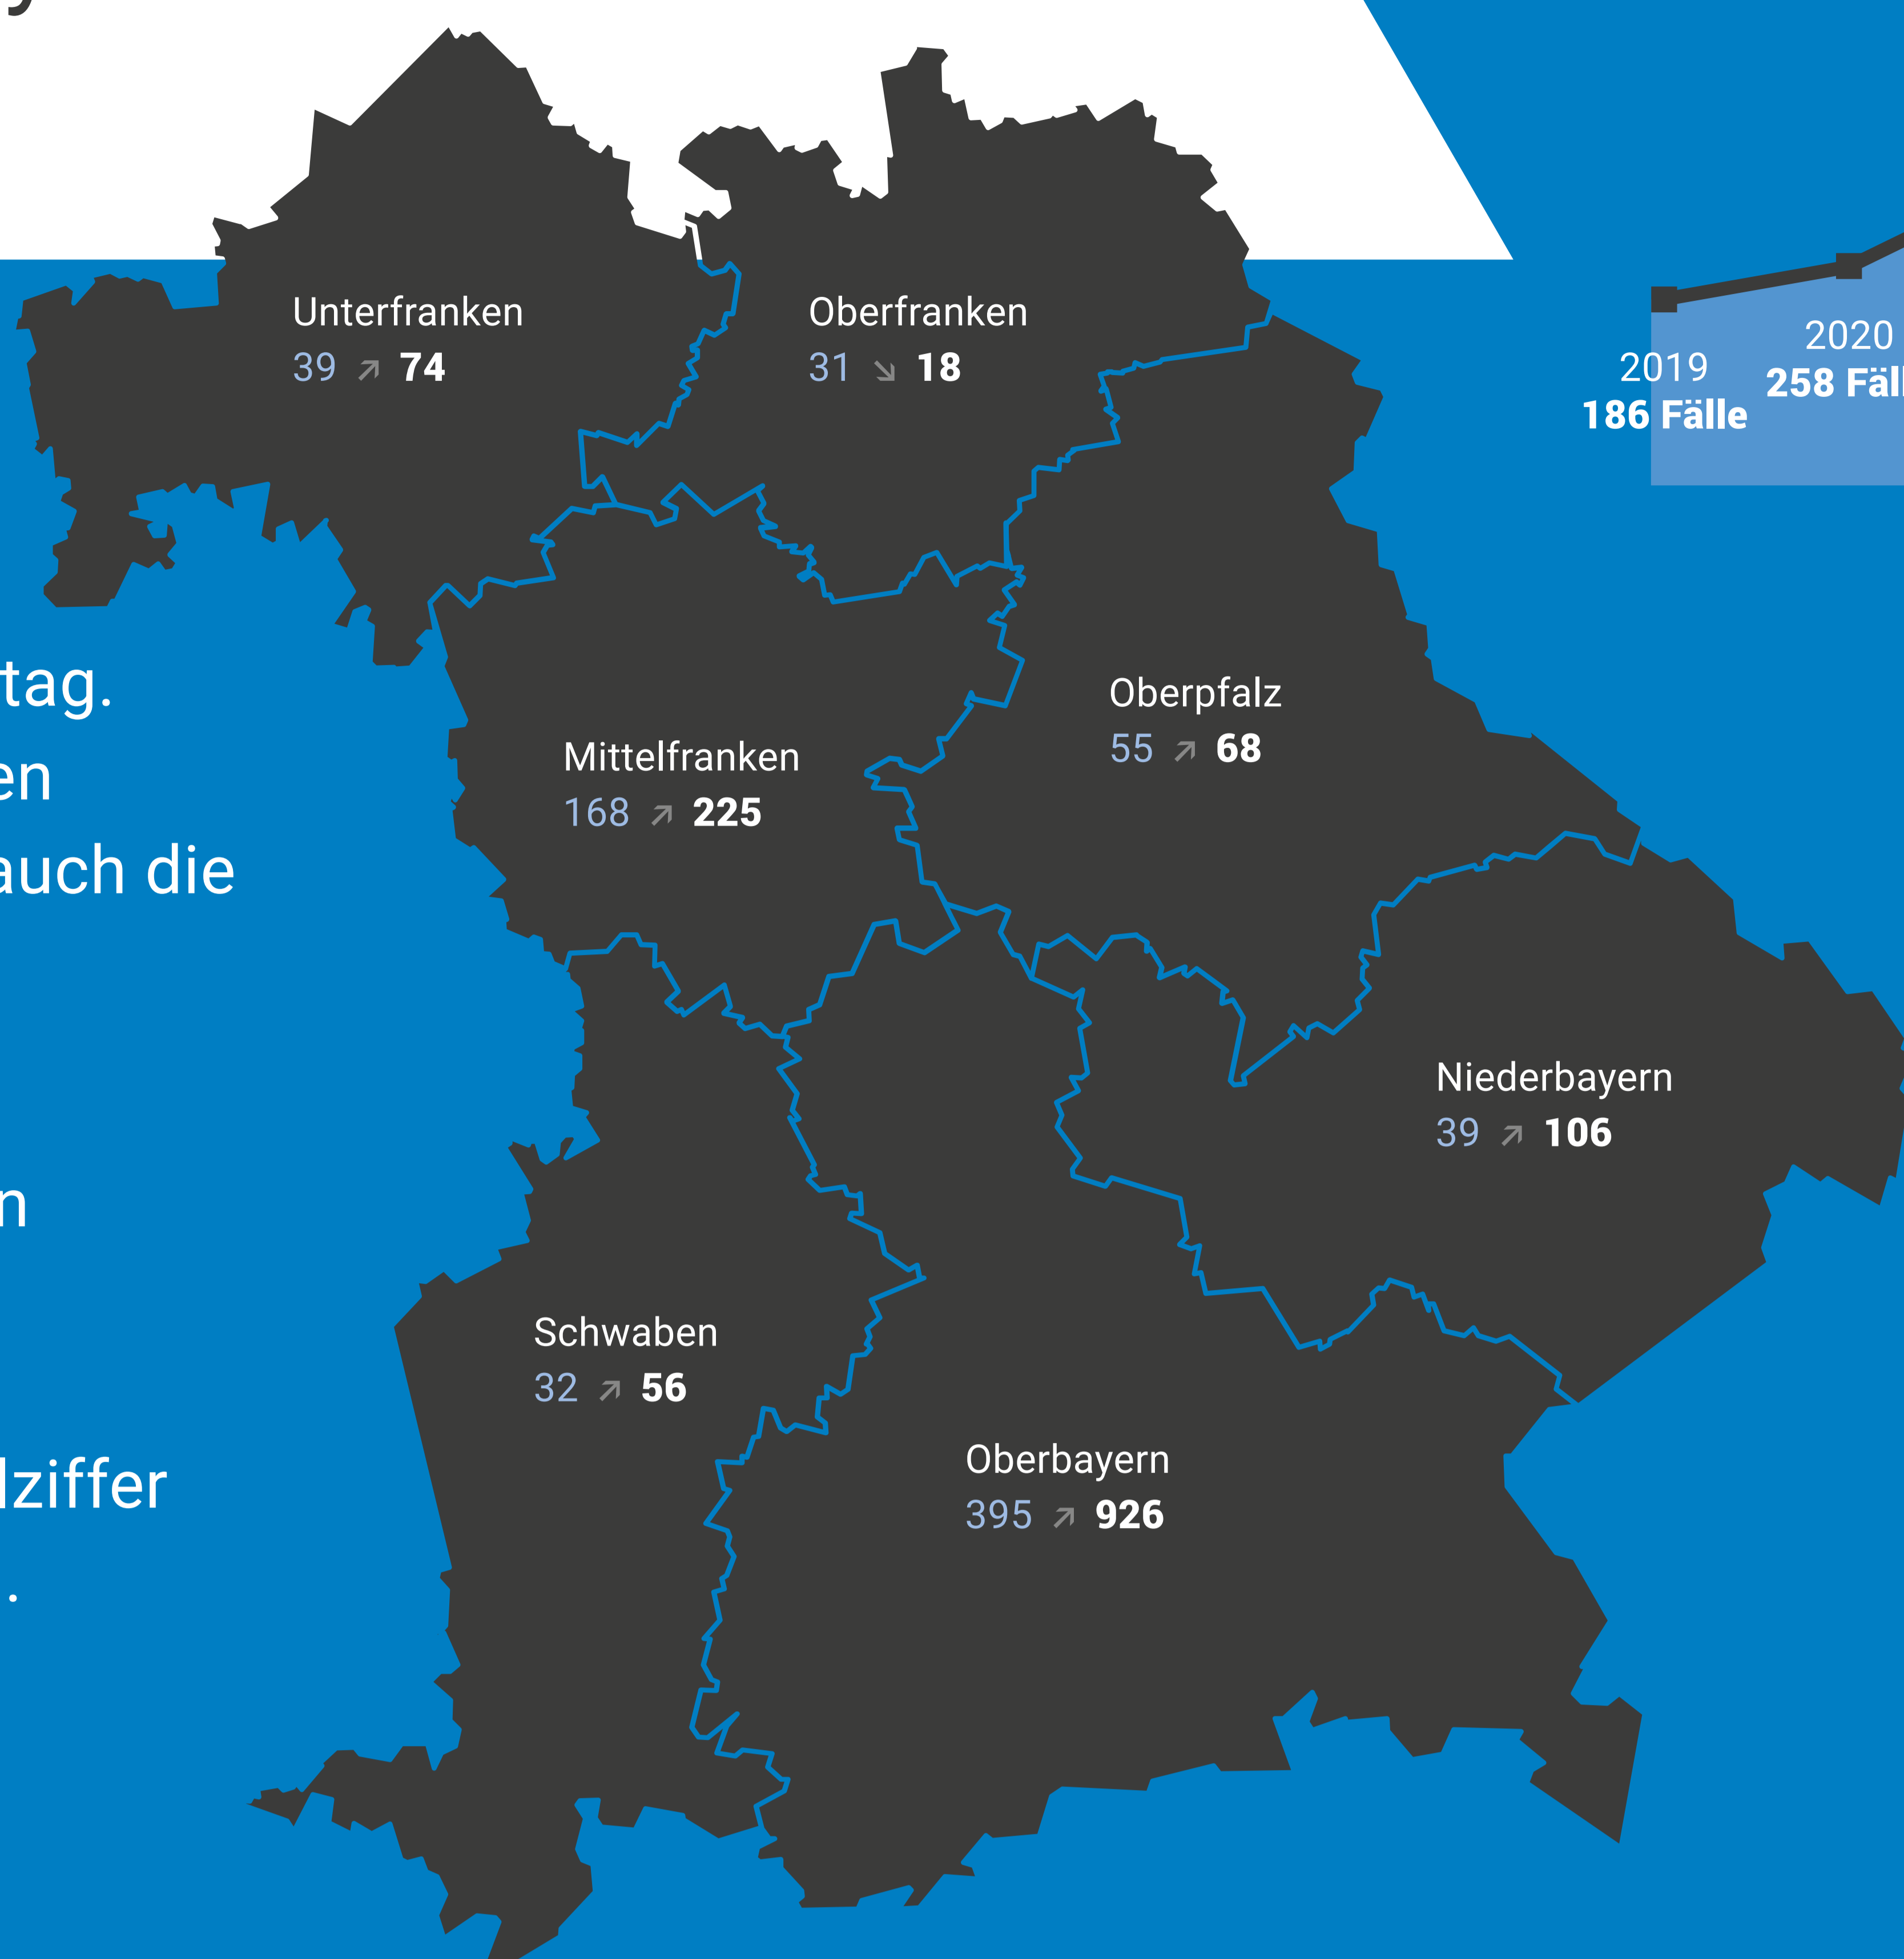 Unterfranken
39 ↗ 74
Oberfranken
31 ↘ 18
2019
186 Fälle
2020
258 Fäll
tag.
en
auch die
Oberpfalz
55 ↗ 68
Mittelfranken
168 ↗ 225
Niederbayern
39 ↗ 106
n
Schwaben
32 ↗ 56
lziffer
.
Oberbayern
395 ↗ 926